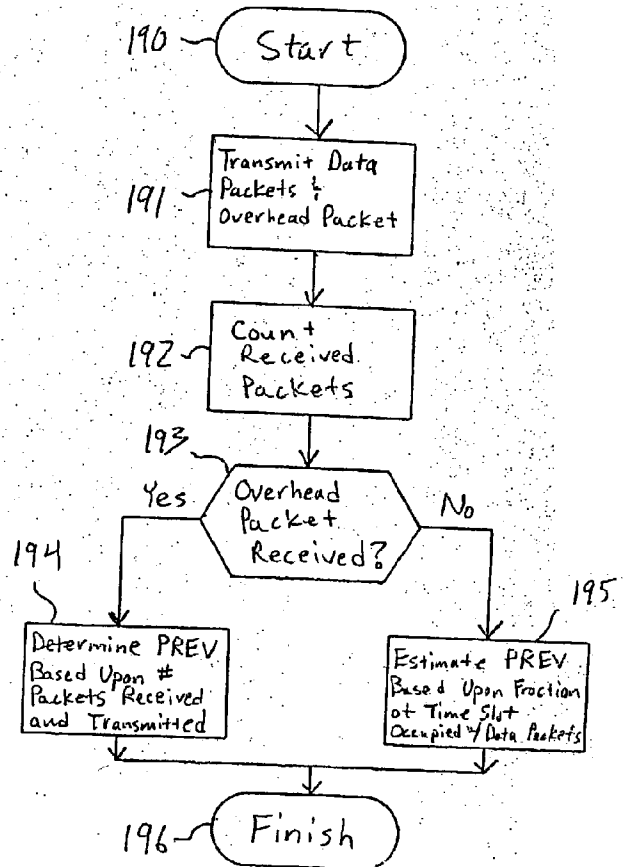 190
Start
191
Transmit Data
Packets &
Overhead Packet
192
Count
Received
Packets
193
Overhead
Packet
Received?
Yes
No
194
Determine PREV
Based Upon #
Packets Received
and Transmitted
195
Estimate PREV
Based Upon Fraction
of Time Slot
Occupied w/ Data Packets
196
Finish